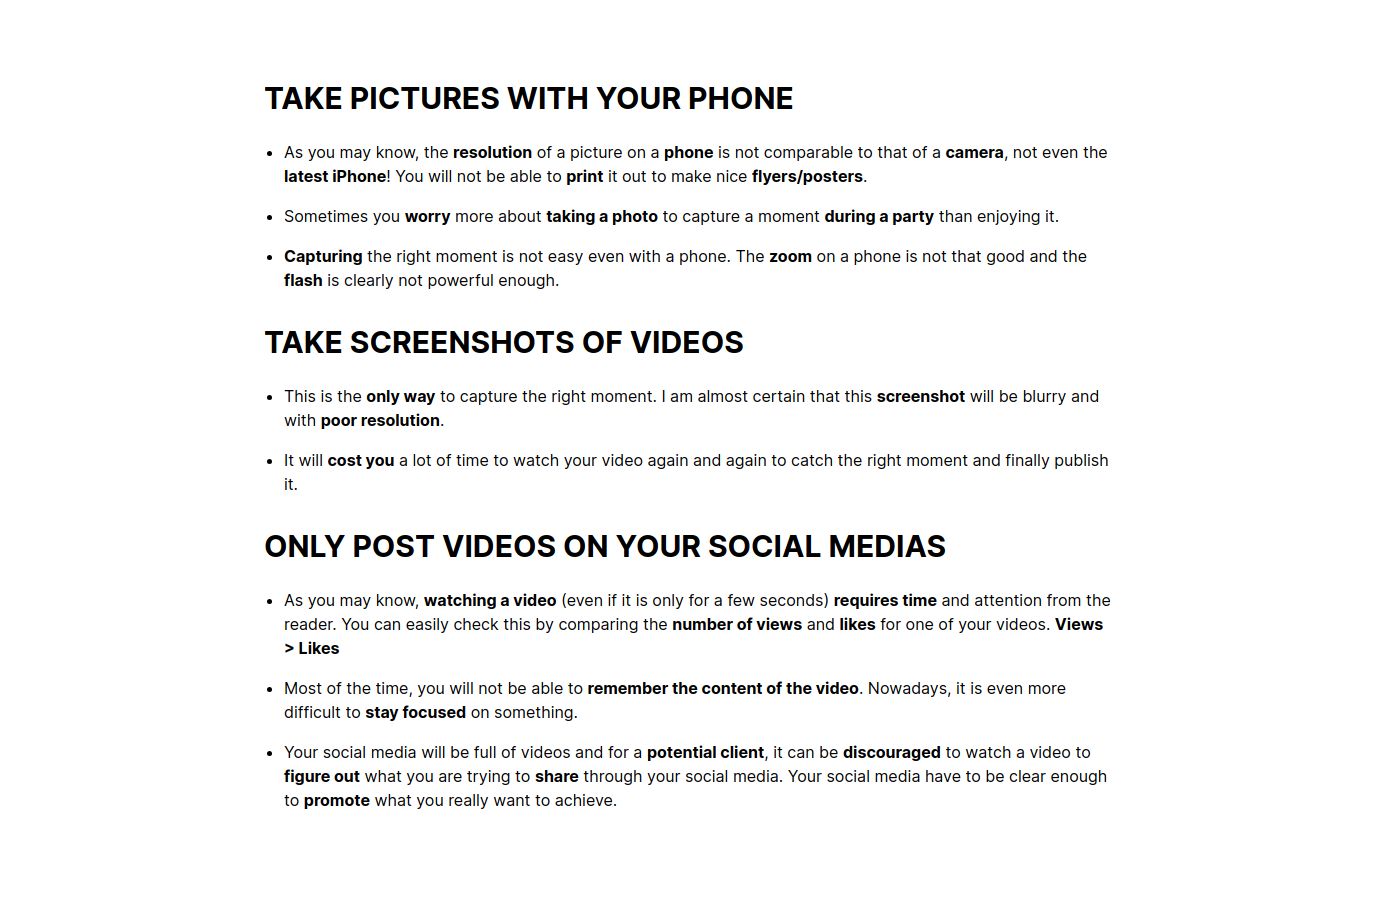 TAKE PICTURES WITH YOUR PHONE
• As you may know, the resolution of a picture on a phone is not comparable to that of a camera, not even the
latest iPhone! You will not be able to print it out to make nice flyers/posters.
• Sometimes you worry more about taking a photo to capture a moment during a party than enjoying it.
• Capturing the right moment is not easy even with a phone. The zoom on a phone is not that good and the
flash is clearly not powerful enough.
TAKE SCREENSHOTS OF VIDEOS
• This is the only way to capture the right moment. I am almost certain that this screenshot will be blurry and
with poor resolution.
• It will cost you a lot of time to watch your video again and again to catch the right moment and finally publish
it.
ONLY POST VIDEOS ON YOUR SOCIAL MEDIAS
• As you may know, watching a video (even if it is only for a few seconds) requires time and attention from the
reader. You can easily check this by comparing the number of views and likes for one of your videos. Views
> Likes
• Most of the time, you will not be able to remember the content of the video. Nowadays, it is even more
difficult to stay focused on something.
• Your social media will be full of videos and for a potential client, it can be discouraged to watch a video to
figure out what you are trying to share through your social media. Your social media have to be clear enough
to promote what you really want to achieve.